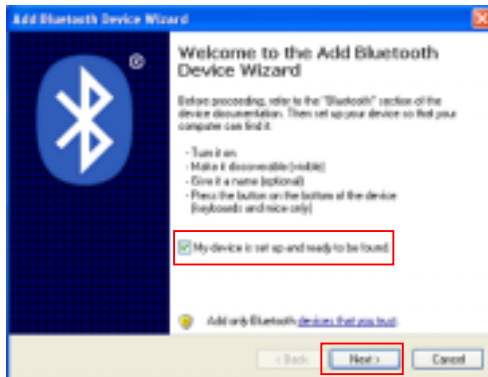 Add Bluetooth Device Wizard
Welcome to the Add Bluetooth
Device Wizard
Before proceeding, refer to the "Bluetooth" section of the
device documentation. Then set up your device so that your
computer can find it:
- Turn it on
- Make it discoverable (visible)
- Give it a name (optional)
- Press the button on the bottom of the device
(keyboards and mice only)
My device is set up and ready to be found.
Add only Bluetooth devices that you trust.
< Back
Next >
Cancel